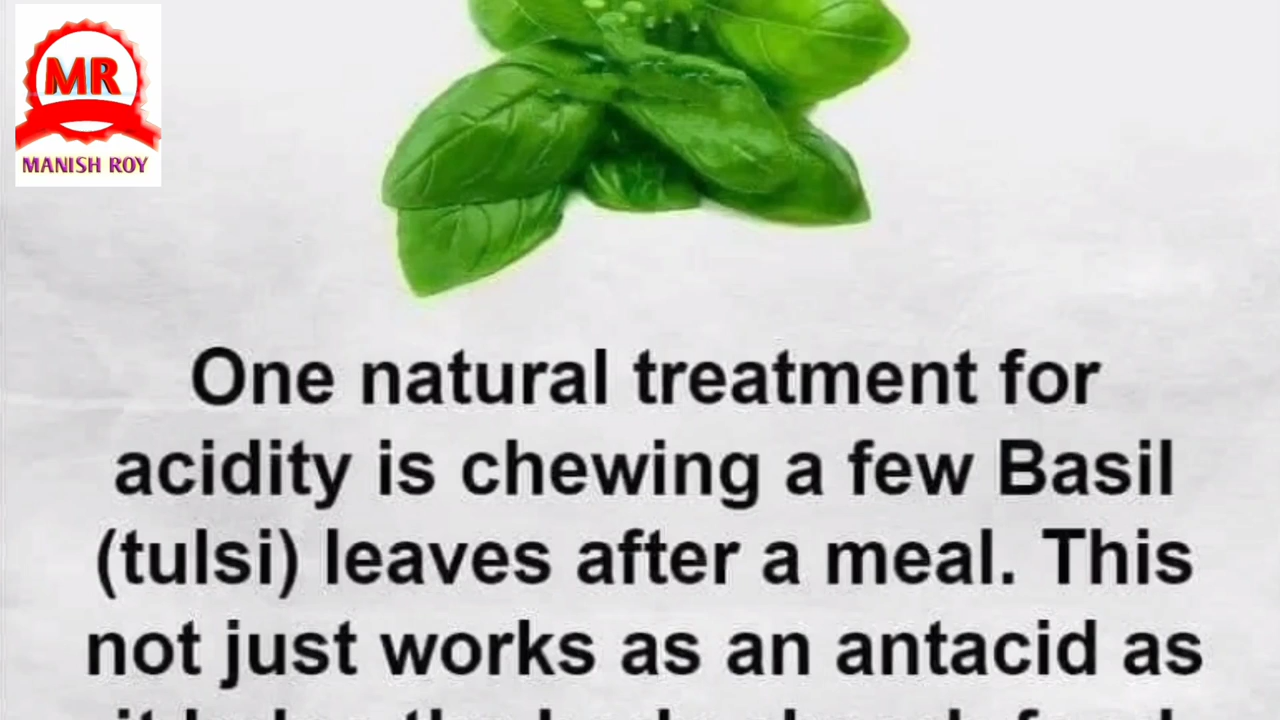 MR
MANISH ROY
One natural treatment for
acidity is chewing a few Basil
(tulsi) leaves after a meal. This
not just works as an antacid as